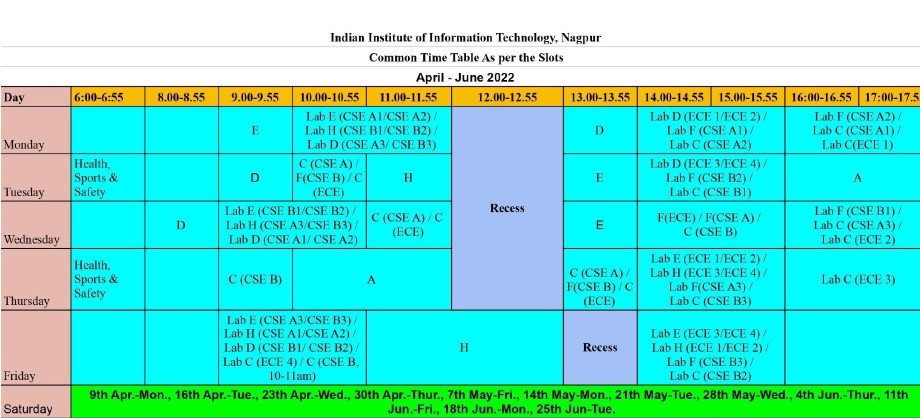 Indian Institute of Information Technology, Nagpur
Common Time Table As per the Slots
April - June 2022
Day 6:00-6:55 8.00-8.55 9.00-9.55 10.00-10.55 11.00-11.55 12.00-12.55 13.00-13.55 14.00-14.55 15.00-15.55 16:00-16.55 17:00-17.5
Monday
E
Lab E (CSE A1/CSE A2) /
Lab H (CSE B1/CSE B2) /
Lab D (CSE A3/ CSE B3)
Recess
D
Lab D (ECE 1/ECE 2) /
Lab F (CSE A1) /
Lab C (CSE A2)
Lab F (CSE A2) /
Lab C (CSE A1) /
Lab C(ECE 1)
Tuesday
Health,
Sports &
Safety
D
C (CSE A) /
F(CSE B) / C
(ECE)
H
E
Lab D (ECE 3/ECE 4) /
Lab F (CSE B2) /
Lab C (CSE B1)
A
Wednesday
D
Lab E (CSE B1/CSE B2) /
Lab H (CSE A3/CSE B3) /
Lab D (CSE A1/ CSE A2)
C (CSE A) / C
(ECE)
E
F(ECE) / F(CSE A) /
C (CSE B)
Lab F (CSE B1) /
Lab C (CSE A3) /
Lab C (ECE 2)
Thursday
Health,
Sports &
Safety
C (CSE B)
A
C (CSE A) /
F(CSE B) / C
(ECE)
Lab E (ECE 1/ECE 2) /
Lab H (ECE 3/ECE 4) /
Lab F(CSE A3) /
Lab C (CSE B3)
Lab C (ECE 3)
Friday
Lab E (CSE A3/CSE B3) /
Lab H (CSE A1/CSE A2) /
Lab D (CSE B1/ CSE B2) /
Lab C (ECE 4) / C (CSE B,
10-11am)
H
Recess
Lab E (ECE 3/ECE 4) /
Lab H (ECE 1/ECE 2) /
Lab F (CSE B3) /
Lab C (CSE B2)
Saturday
9th Apr.-Mon., 16th Apr.-Tue., 23th Apr.-Wed., 30th Apr.-Thur., 7th May-Fri., 14th May-Mon., 21th May-Tue., 28th May-Wed., 4th Jun.-Thur., 11th
Jun.-Fri., 18th Jun.-Mon., 25th Jun-Tue.